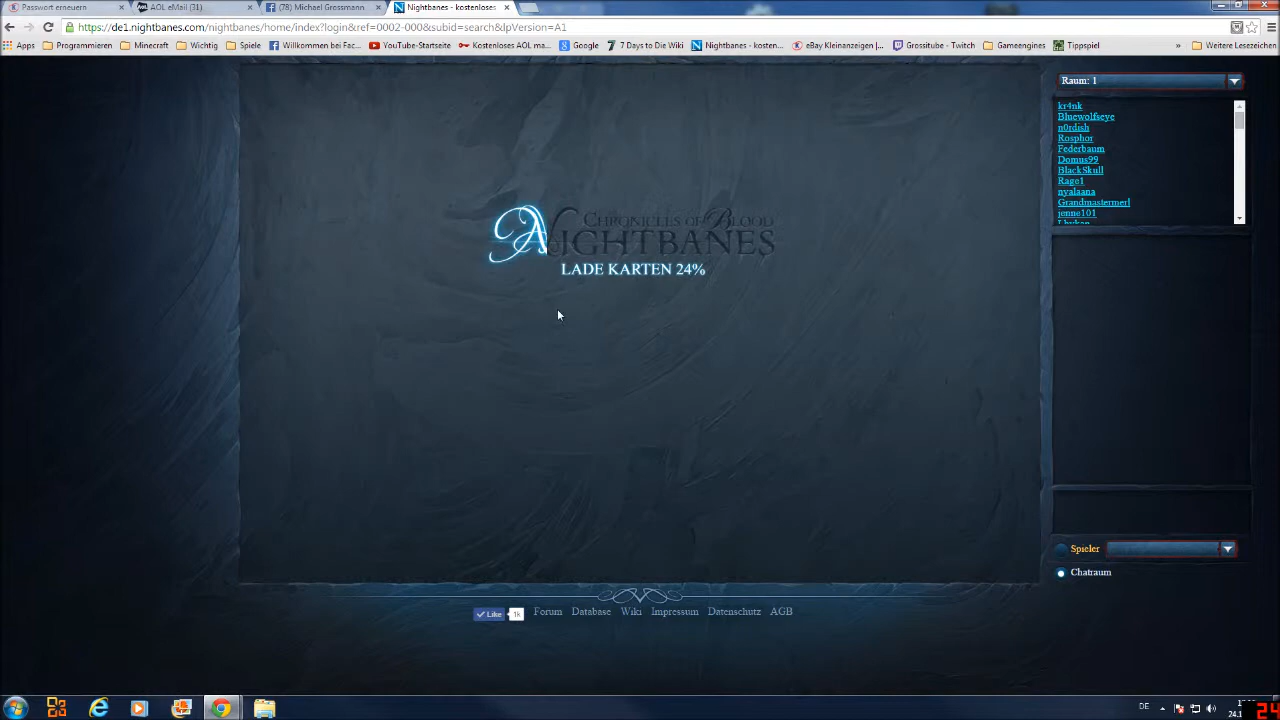 Passwort erneuern
AOL eMail (31)
(78) Michael Grossmann
Nightbanes - kostenloses
https://de1.nightbanes.com/nightbanes/home/index?login&ref=0002-000&subid=search&lpVersion=A1
Apps Programmieren Minecraft Wichtig Spiele Willkommen bei Fac... YouTube-Startseite Kostenloses AOL ma... Google 7 Days to Die Wiki Nightbanes - kosten... eBay Kleinanzeigen |... Grossitube - Twitch Gameengines Tippspiel » Weitere Lesezeichen
Raum: 1
kr4nk
Bluewolfseye
n0rdish
Rosphor
Federbaum
Domus99
BlackSkull
Rage1
nyalaana
Grandmastermerl
jenne101
Chronicles of Blood
Nightbanes
LADE KARTEN 24%
Spieler
Chatraum
Like 1k Forum Database Wiki Impressum Datenschutz AGB
DE
24